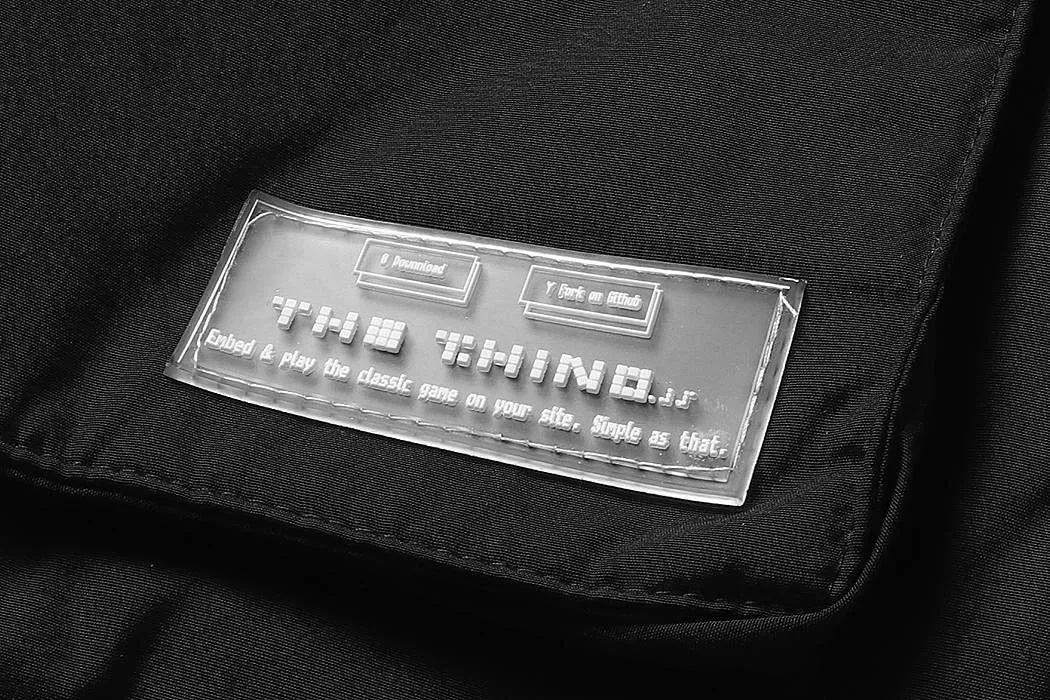 Download
Y Fork on Github
THE THING.js
Embed & play the classic game on your site. Simple as that.